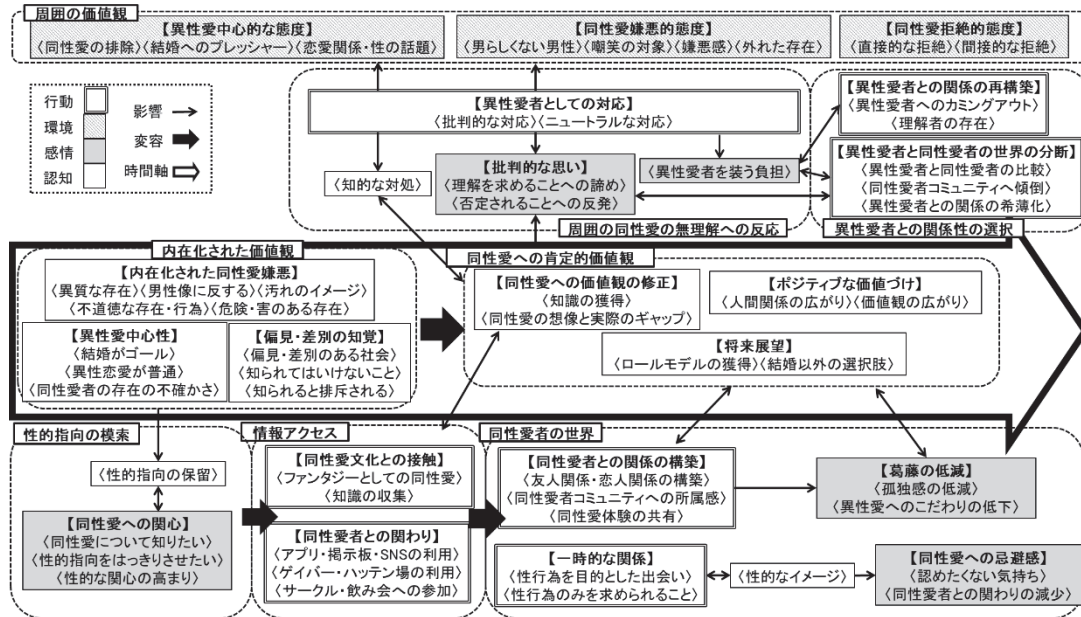 周囲の価値観
【異性愛中心的な態度】
〈同性愛の排除〉〈結婚へのプレッシャー〉〈恋愛関係・性の話題〉
【同性愛嫌悪的態度】
〈男らしくない男性〉〈嘲笑の対象〉〈嫌悪感〉〈外れた存在〉
【同性愛拒絶的態度】
〈直接的な拒絶〉〈間接的な拒絶〉
行動
環境
感情
認知
影響
変容
時間軸
【異性愛者としての対応】
〈批判的な対応〉〈ニュートラルな対応〉
〈知的な対処〉
【批判的な思い】
〈理解を求めることへの諦め〉
〈否定されることへの反発〉
〈異性愛者を装う負担〉
周囲の同性愛の無理解への反応
【異性愛者との関係の再構築】
〈異性愛者へのカミングアウト〉
〈理解者の存在〉
【異性愛者と同性愛者の世界の分断】
〈異性愛者と同性愛者の比較〉
〈同性愛者コミュニティへ傾倒〉
〈異性愛者との関係の希薄化〉
異性愛者との関係性の選択
内在化された価値観
【内在化された同性愛嫌悪】
〈異質な存在〉〈男性像に反する〉〈汚れのイメージ〉
〈不道徳な存在・行為〉〈危険・害のある存在〉
【異性愛中心性】
〈結婚がゴール〉
〈異性恋愛が普通〉
〈同性愛者の存在の不確かさ〉
【偏見・差別の知覚】
〈偏見・差別のある社会〉
〈知られてはいけないこと〉
〈知られると排斥される〉
同性愛への肯定的価値観
【同性愛への価値観の修正】
〈知識の獲得〉
〈同性愛の想像と実際のギャップ〉
【ポジティブな価値づけ】
〈人間関係の広がり〉〈価値観の広がり〉
【将来展望】
〈ロールモデルの獲得〉〈結婚以外の選択肢〉
性的指向の模索
〈性的指向の保留〉
【同性愛への関心】
〈同性愛について知りたい〉
〈性的指向をはっきりさせたい〉
〈性的な関心の高まり〉
情報アクセス
【同性愛文化との接触】
〈ファンタジーとしての同性愛〉
〈知識の収集〉
【同性愛者との関わり】
〈アプリ・掲示板・SNSの利用〉
〈ゲイバー・ハッテン場の利用〉
〈サークル・飲み会への参加〉
同性愛者の世界
【同性愛者との関係の構築】
〈友人関係・恋人関係の構築〉
〈同性愛者コミュニティへの所属感〉
〈同性愛体験の共有〉
【葛藤の低減】
〈孤独感の低減〉
〈異性愛へのこだわりの低下〉
【一時的な関係】
〈性行為を目的とした出会い〉
〈性行為のみを求められること〉
〈性的なイメージ〉
【同性愛への忌避感】
〈認めたくない気持ち〉
〈同性愛者との関わりの減少〉